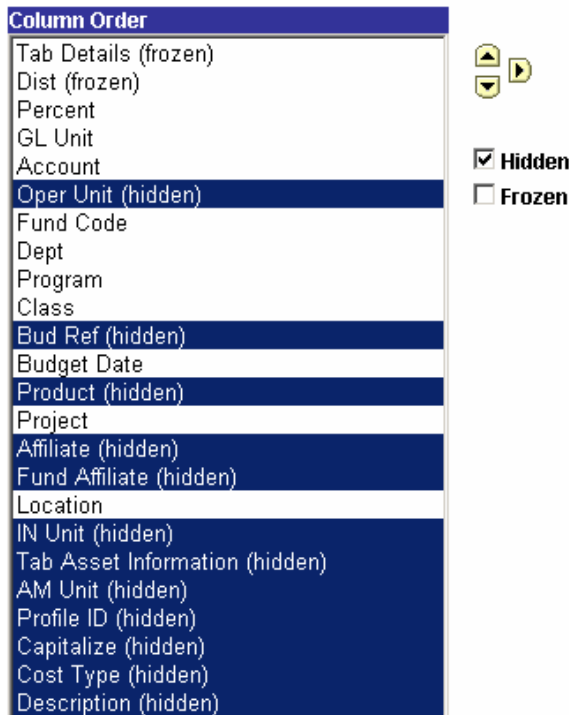 Column Order
Tab Details (frozen)
Dist (frozen)
Percent
GL Unit
Account
Oper Unit (hidden)
Fund Code
Dept
Program
Class
Bud Ref (hidden)
Budget Date
Product (hidden)
Project
Affiliate (hidden)
Fund Affiliate (hidden)
Location
IN Unit (hidden)
Tab Asset Information (hidden)
AM Unit (hidden)
Profile ID (hidden)
Capitalize (hidden)
Cost Type (hidden)
Description (hidden)
Hidden
Frozen